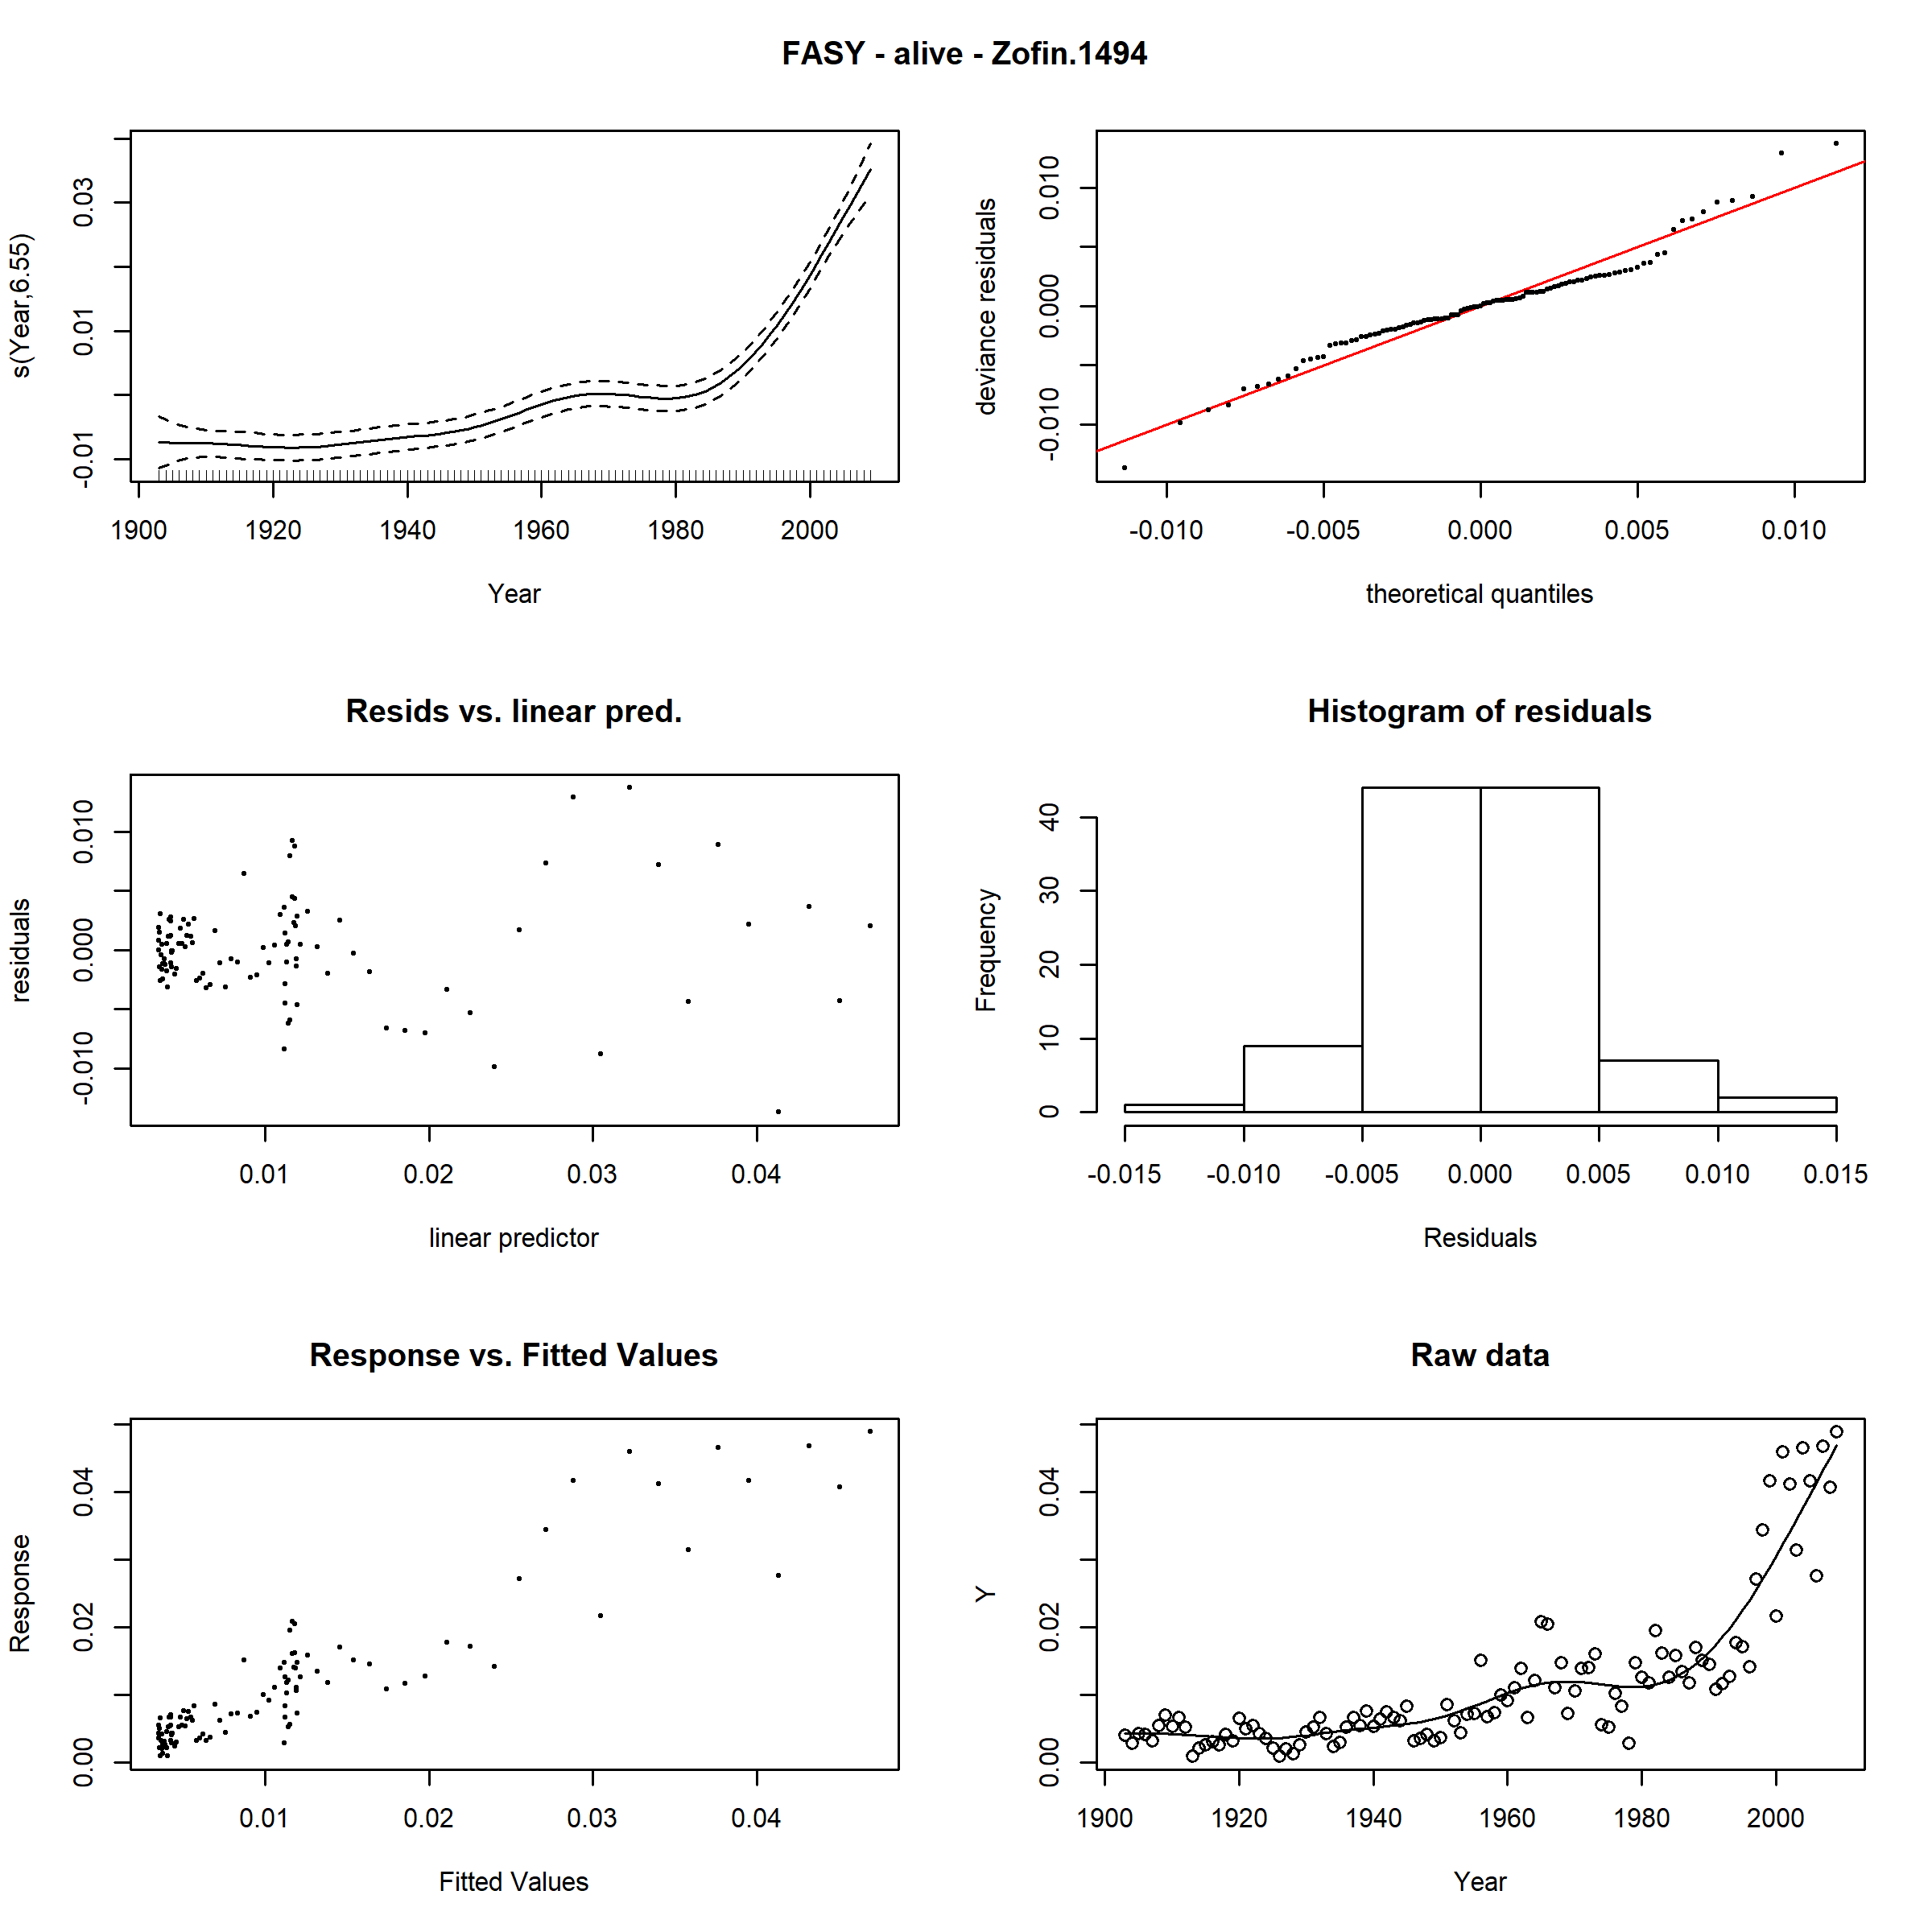 FASY - alive - Zofin.1494
s(Year,6.55)
-0.01 0.01 0.03
1900 1920 1940 1960 1980 2000
Year
deviance residuals
-0.010 0.000 0.010
-0.010 -0.005 0.000 0.005 0.010
theoretical quantiles
Resids vs. linear pred.
residuals
-0.010 0.000 0.010
0.01 0.02 0.03 0.04
linear predictor
Histogram of residuals
Frequency
0 10 20 30 40
-0.015 -0.010 -0.005 0.000 0.005 0.010 0.015
Residuals
Response vs. Fitted Values
Response
0.00 0.02 0.04
0.01 0.02 0.03 0.04
Fitted Values
Raw data
Y
0.00 0.02 0.04
1900 1920 1940 1960 1980 2000
Year